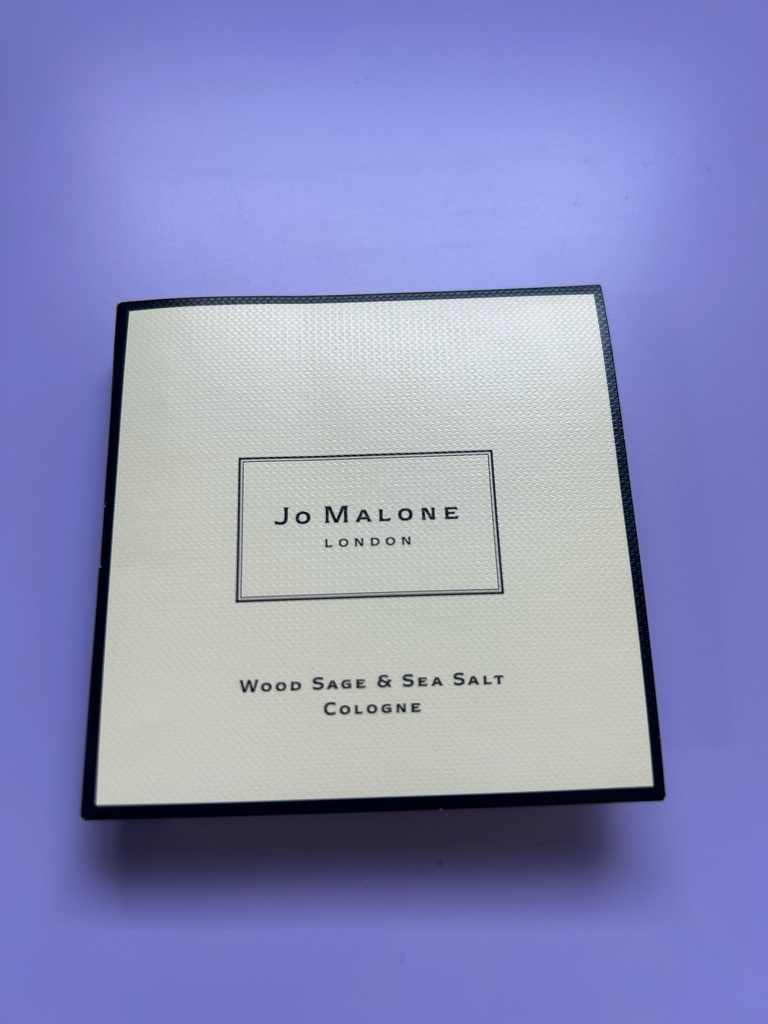 Jo Malone
LONDON
Wood Sage & Sea Salt
Cologne